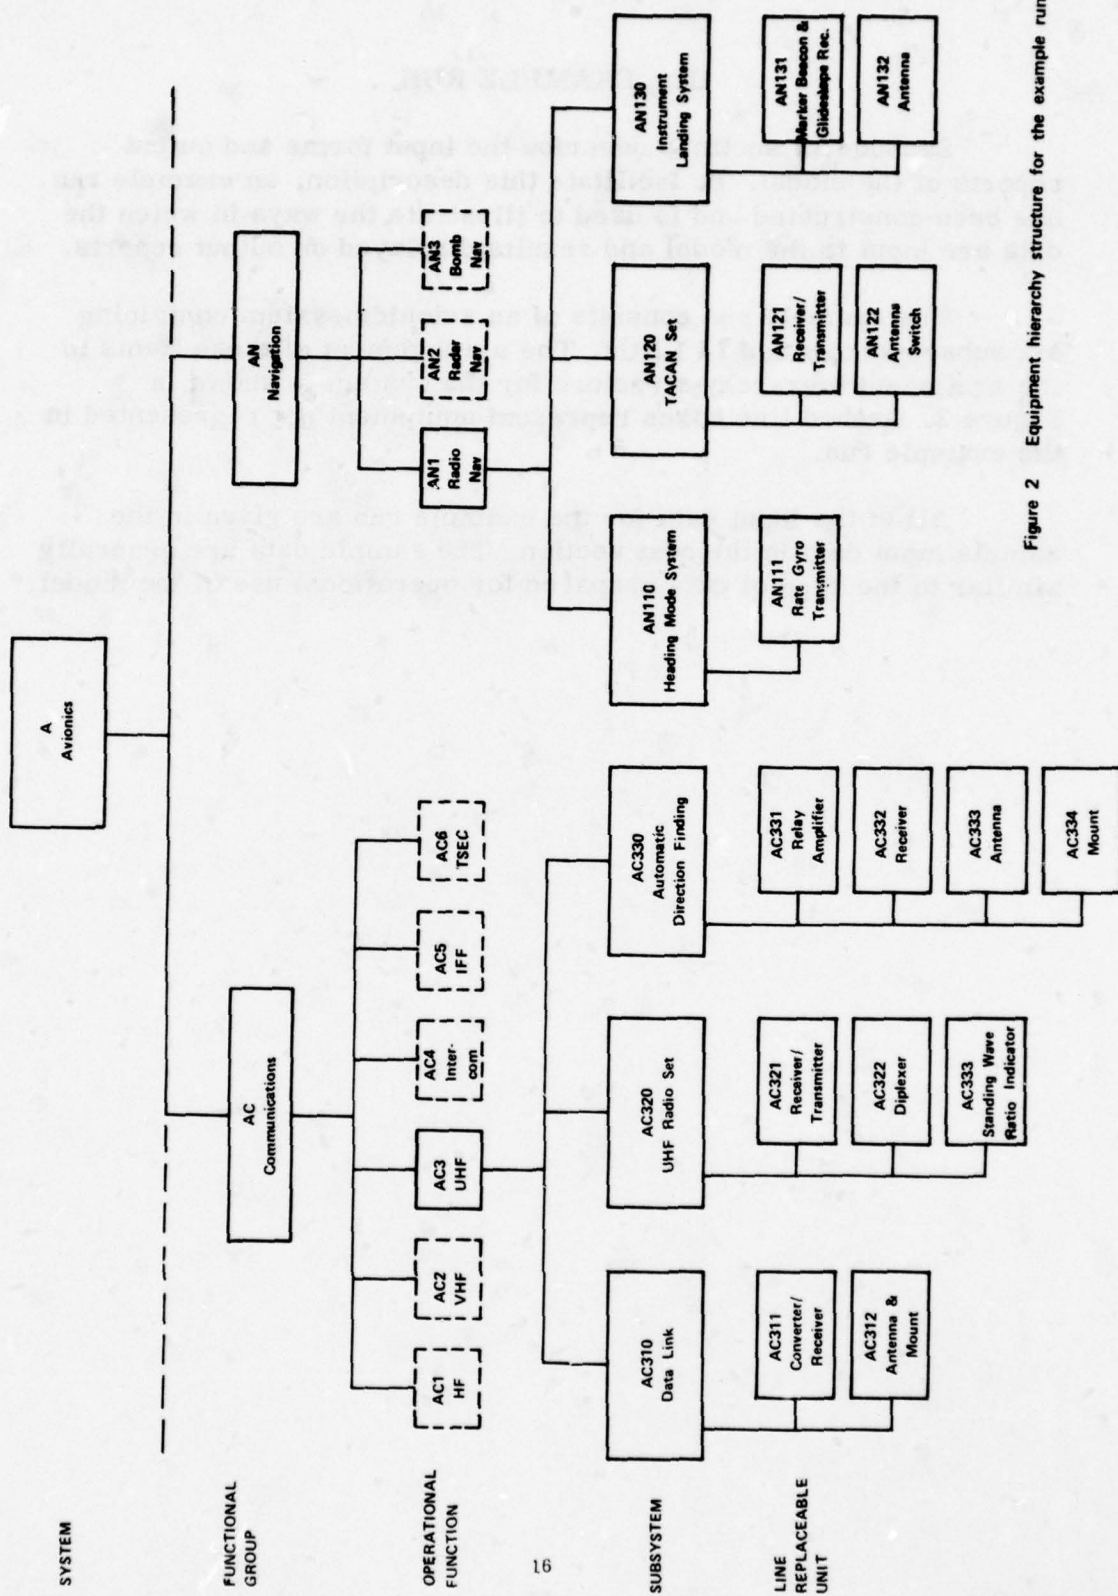 SYSTEM
A
Avionics
FUNCTIONAL
GROUP
AC
Communications
AN
Navigation
OPERATIONAL
FUNCTION
AC1
HF
AC2
VHF
AC3
UHF
AC4
Inter-
com
AC5
IFF
AC6
TSEC
AN1
Radio
Nav
AN2
Radar
Nav
AN3
Bomb
Nav
SUBSYSTEM
AC310
Data Link
AC320
UHF Radio Set
AC330
Automatic
Direction Finding
AN110
Heading Mode System
AN120
TACAN Set
AN130
Instrument
Landing System
LINE
REPLACEABLE
UNIT
AC311
Converter/
Receiver
AC312
Antenna &
Mount
AC321
Receiver/
Transmitter
AC322
Diplexer
AC333
Standing Wave
Ratio Indicator
AC331
Relay
Amplifier
AC332
Receiver
AC333
Antenna
AC334
Mount
AN111
Rate Gyro
Transmitter
AN121
Receiver/
Transmitter
AN122
Antenna
Switch
AN131
Marker Beacon &
Glideslope Rec.
AN132
Antenna
Figure 2 Equipment hierarchy structure for the example run
16